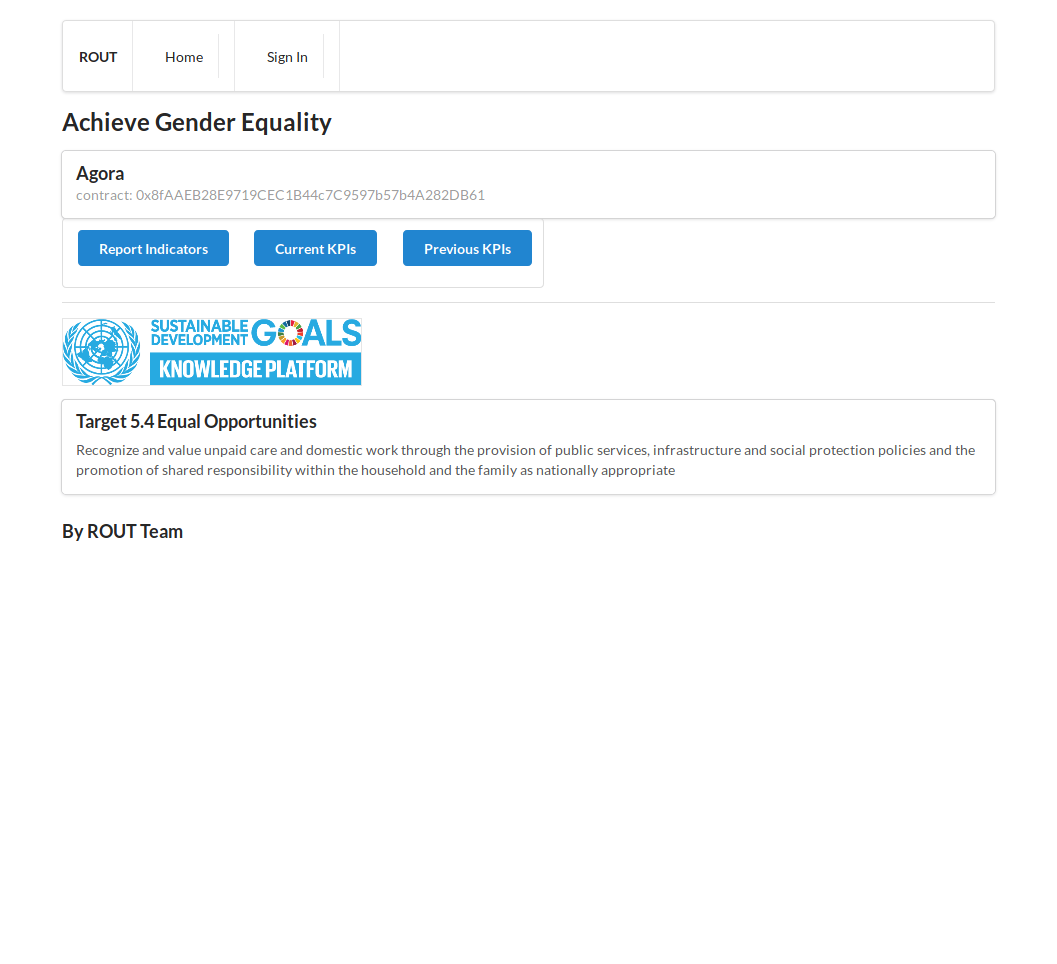 ROUT Home Sign In
Achieve Gender Equality
Agora
contract: 0x8fAAEB28E9719CEC1B44c7C9597b57b4A282DB61
Report Indicators Current KPIs Previous KPIs
SUSTAINABLE
DEVELOPMENT GOALS
KNOWLEDGE PLATFORM
Target 5.4 Equal Opportunities
Recognize and value unpaid care and domestic work through the provision of public services, infrastructure and social protection policies and the
promotion of shared responsibility within the household and the family as nationally appropriate
By ROUT Team